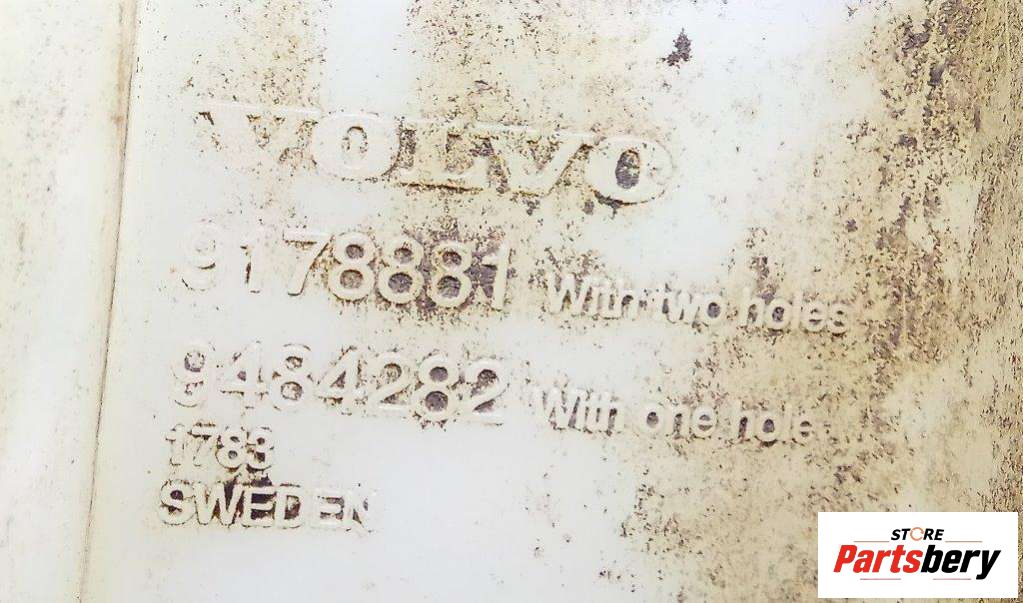 VOLVO
9178881 With two holes
9484282 With one hole
1783
SWEDEN
STORE
Partsbery